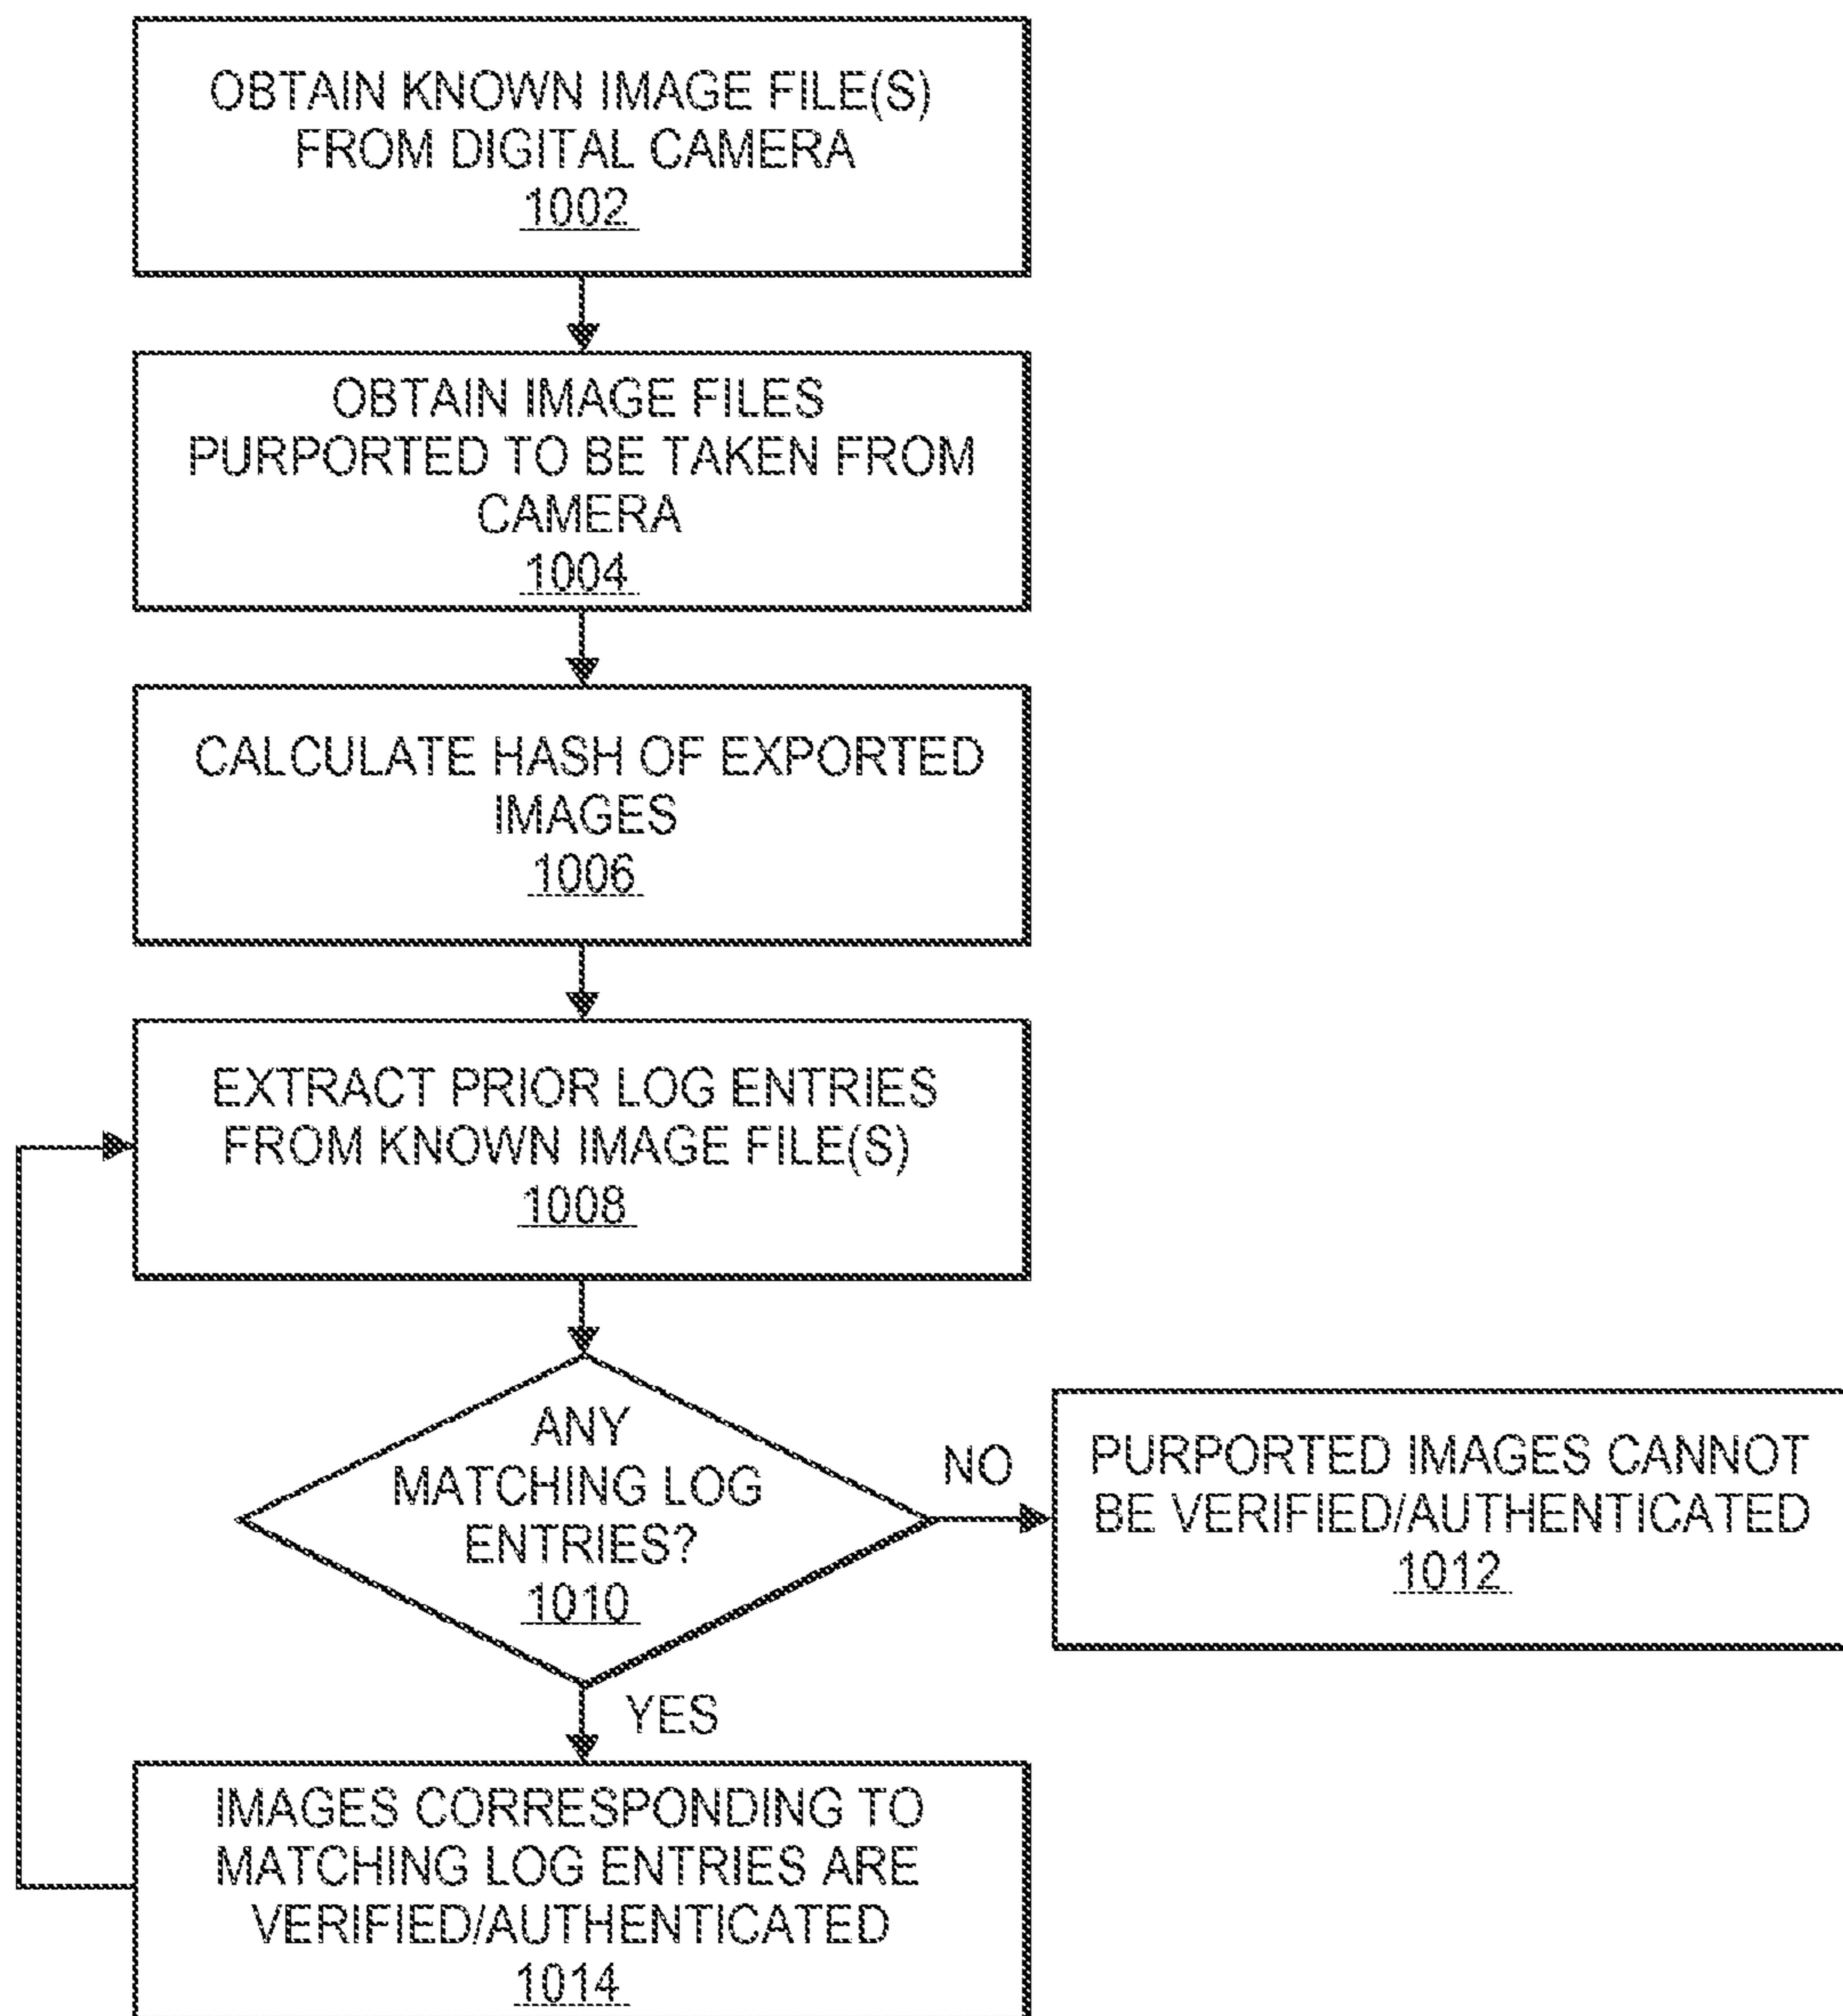 OBTAIN KNOWN IMAGE FILE(S)
FROM DIGITAL CAMERA
1002
OBTAIN IMAGE FILES
PURPORTED TO BE TAKEN FROM
CAMERA
1004
CALCULATE HASH OF EXPORTED
IMAGES
1006
EXTRACT PRIOR LOG ENTRIES
FROM KNOWN IMAGE FILE(S)
1008
ANY
MATCHING LOG
ENTRIES?
1010
NO
PURPORTED IMAGES CANNOT
BE VERIFIED/AUTHENTICATED
1012
YES
IMAGES CORRESPONDING TO
MATCHING LOG ENTRIES ARE
VERIFIED/AUTHENTICATED
1014